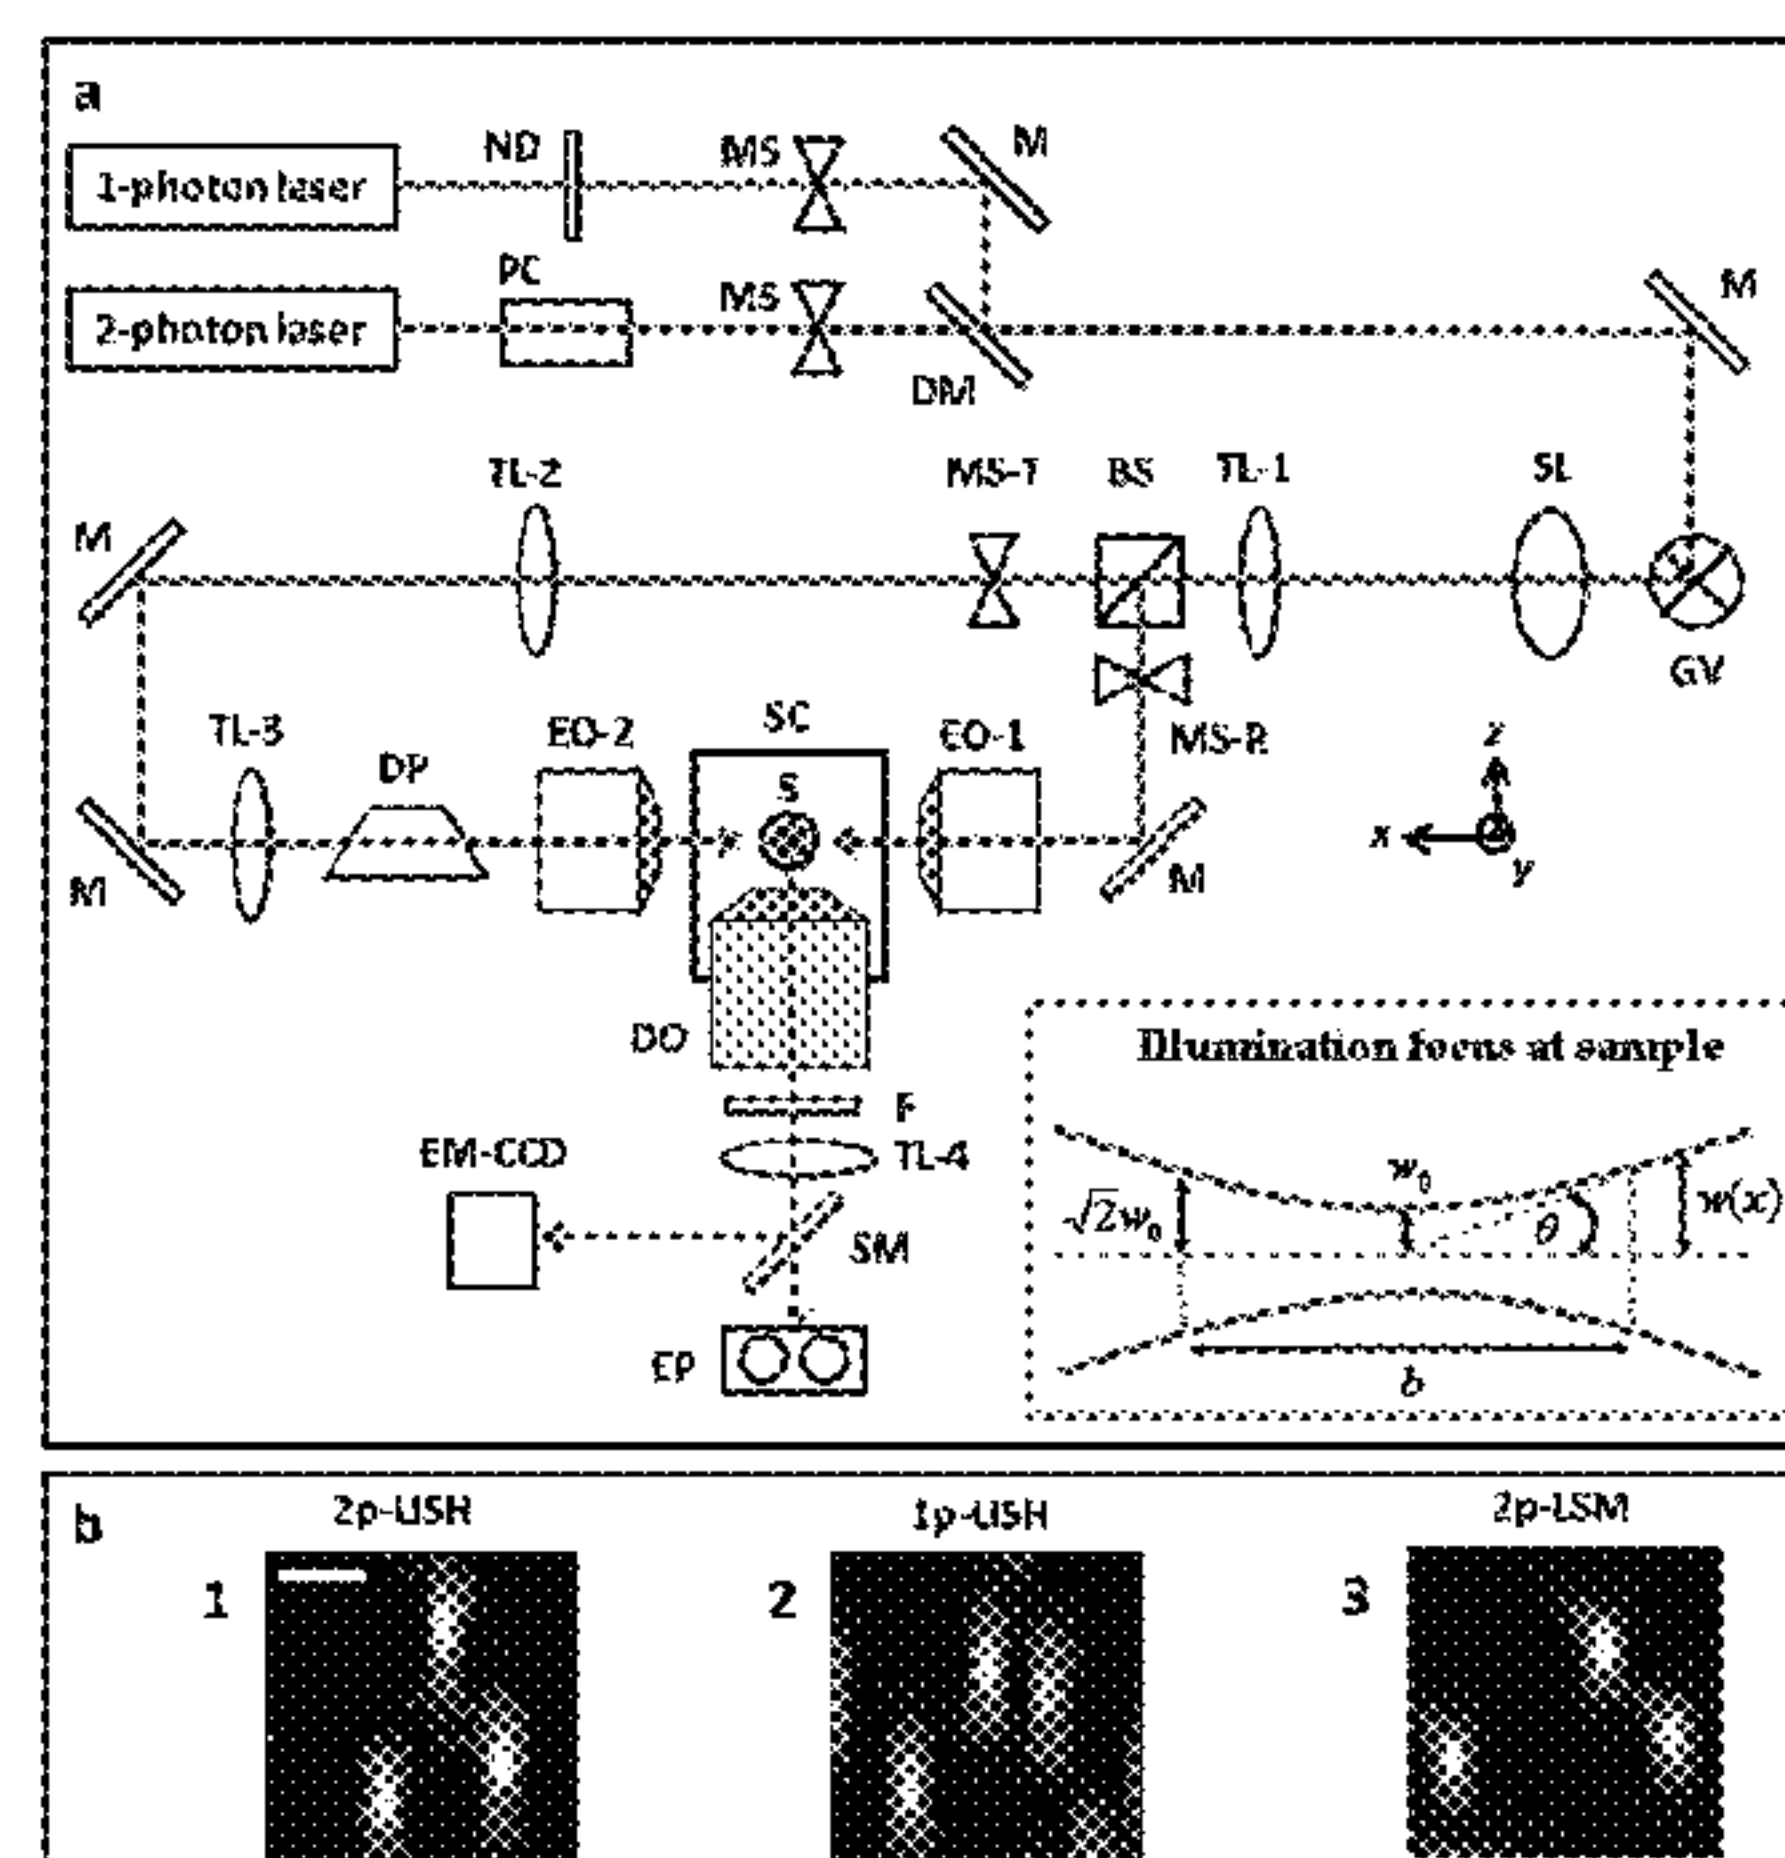 a
1-photon laser
ND
MS
M
2-photon laser
PC
MS
DM
M
TL-2
MS-T
BS
TL-1
SL
M
GV
TL-3
DP
EO-2
SC
S
EO-1
MS-R
M
M
z
x
y
DO
F
TL-4
EM-CCD
SM
EP
Illumination focus at sample
√2w₀
w₀
θ
w(x)
b
b
2p-LISH
1p-LISH
2p-LSM
1
2
3